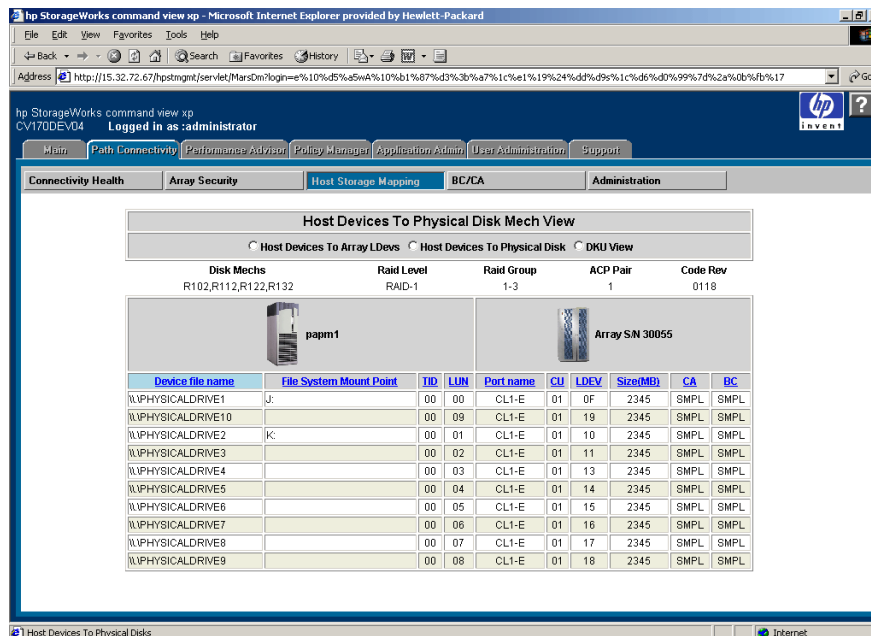 hp StorageWorks command view xp - Microsoft Internet Explorer provided by Hewlett-Packard
File Edit View Favorites Tools Help
Back Search Favorites History
Address http://15.32.72.67/hpstmgmt/servlet/MarsDm?login=e%10%d5%a5wA%10%b1%87%d3%3b%a7%1c%e1%19%24%dd%d9s%1c%d6%d0%99%7d%2a%0b%fb%17 Go
hp StorageWorks command view xp
CV170DEV04 Logged in as :administrator
hp
invent
?
Main Path Connectivity Performance Advisor Policy Manager Application Admin User Administration Support
Connectivity Health Array Security Host Storage Mapping BC/CA Administration
Host Devices To Physical Disk Mech View
Host Devices To Array LDevs Host Devices To Physical Disk DKU View
Disk Mechs Raid Level Raid Group ACP Pair Code Rev
R102,R112,R122,R132 RAID-1 1-3 1 0118
papm1 Array S/N 30055
Device file name File System Mount Point TID LUN Port name CU LDEV Size(MB) CA BC
\\.\PHYSICALDRIVE1 J: 00 00 CL1-E 01 0F 2345 SMPL SMPL
\\.\PHYSICALDRIVE10 00 09 CL1-E 01 19 2345 SMPL SMPL
\\.\PHYSICALDRIVE2 K: 00 01 CL1-E 01 10 2345 SMPL SMPL
\\.\PHYSICALDRIVE3 00 02 CL1-E 01 11 2345 SMPL SMPL
\\.\PHYSICALDRIVE4 00 03 CL1-E 01 13 2345 SMPL SMPL
\\.\PHYSICALDRIVE5 00 04 CL1-E 01 14 2345 SMPL SMPL
\\.\PHYSICALDRIVE6 00 05 CL1-E 01 15 2345 SMPL SMPL
\\.\PHYSICALDRIVE7 00 06 CL1-E 01 16 2345 SMPL SMPL
\\.\PHYSICALDRIVE8 00 07 CL1-E 01 17 2345 SMPL SMPL
\\.\PHYSICALDRIVE9 00 08 CL1-E 01 18 2345 SMPL SMPL
Host Devices To Physical Disks Internet